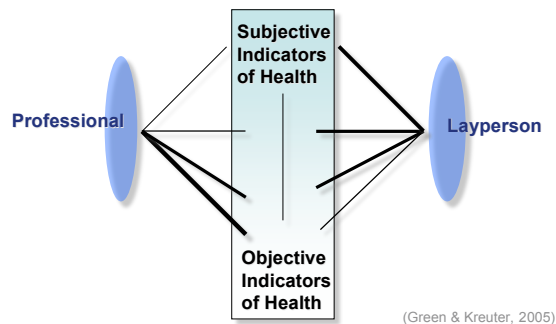 Subjective
Indicators
of Health
Professional
Layperson
Objective
Indicators
of Health
(Green & Kreuter, 2005)